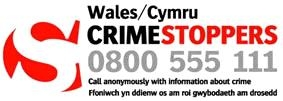 Wales/Cymru
CRIMESTOPPERS
0800 555 111
Call anonymously with information about crime
Ffoniwch yn ddienw os am roi gwybodaeth am drosedd